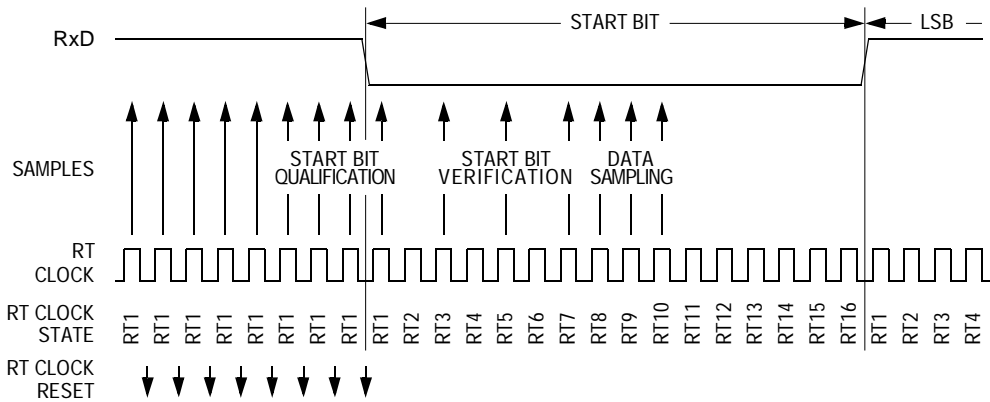 START BIT
LSB
RxD
SAMPLES
START BIT
QUALIFICATION
START BIT
VERIFICATION
DATA
SAMPLING
RT
CLOCK
RT CLOCK
STATE
RT1 RT1 RT1 RT1 RT1 RT1 RT1 RT1 RT1 RT2 RT3 RT4 RT5 RT6 RT7 RT8 RT9 RT10 RT11 RT12 RT13 RT14 RT15 RT16 RT1 RT2 RT3 RT4
RT CLOCK
RESET